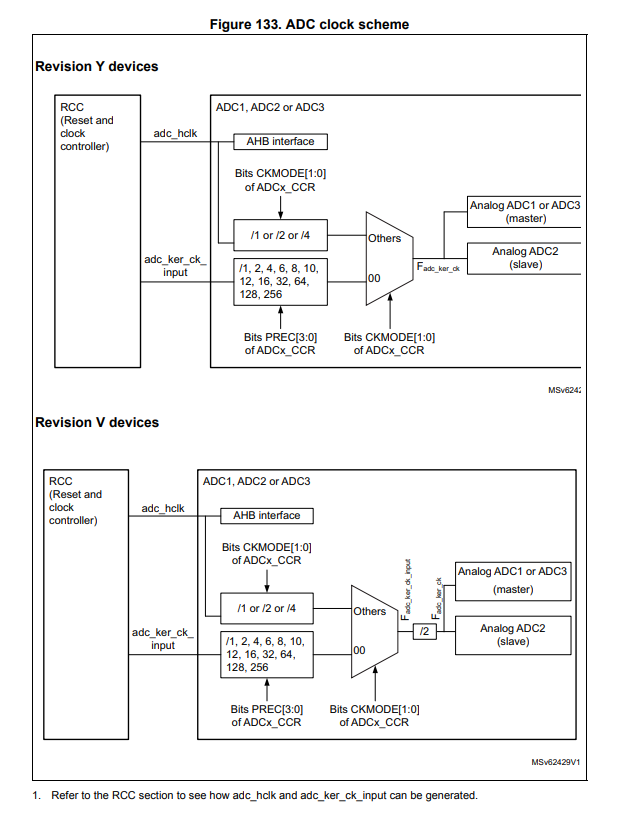 Figure 133. ADC clock scheme
Revision Y devices
RCC
(Reset and
clock
controller)
adc_hclk
ADC1, ADC2 or ADC3
AHB interface
Bits CKMODE[1:0]
of ADCx_CCR
/1 or /2 or /4
Others
Analog ADC1 or ADC3
(master)
Analog ADC2
(slave)
Fadc_ker_ck
adc_ker_ck_
input
/1, 2, 4, 6, 8, 10,
12, 16, 32, 64,
128, 256
00
Bits PREC[3:0]
of ADCx_CCR
Bits CKMODE[1:0]
of ADCx_CCR
MSv6242
Revision V devices
RCC
(Reset and
clock
controller)
adc_hclk
ADC1, ADC2 or ADC3
AHB interface
Bits CKMODE[1:0]
of ADCx_CCR
/1 or /2 or /4
Others
Fadc_ker_ck_input
/2
Fadc_ker_ck
Analog ADC1 or ADC3
(master)
Analog ADC2
(slave)
adc_ker_ck_
input
/1, 2, 4, 6, 8, 10,
12, 16, 32, 64,
128, 256
00
Bits PREC[3:0]
of ADCx_CCR
Bits CKMODE[1:0]
of ADCx_CCR
MSv62429V1
1. Refer to the RCC section to see how adc_hclk and adc_ker_ck_input can be generated.